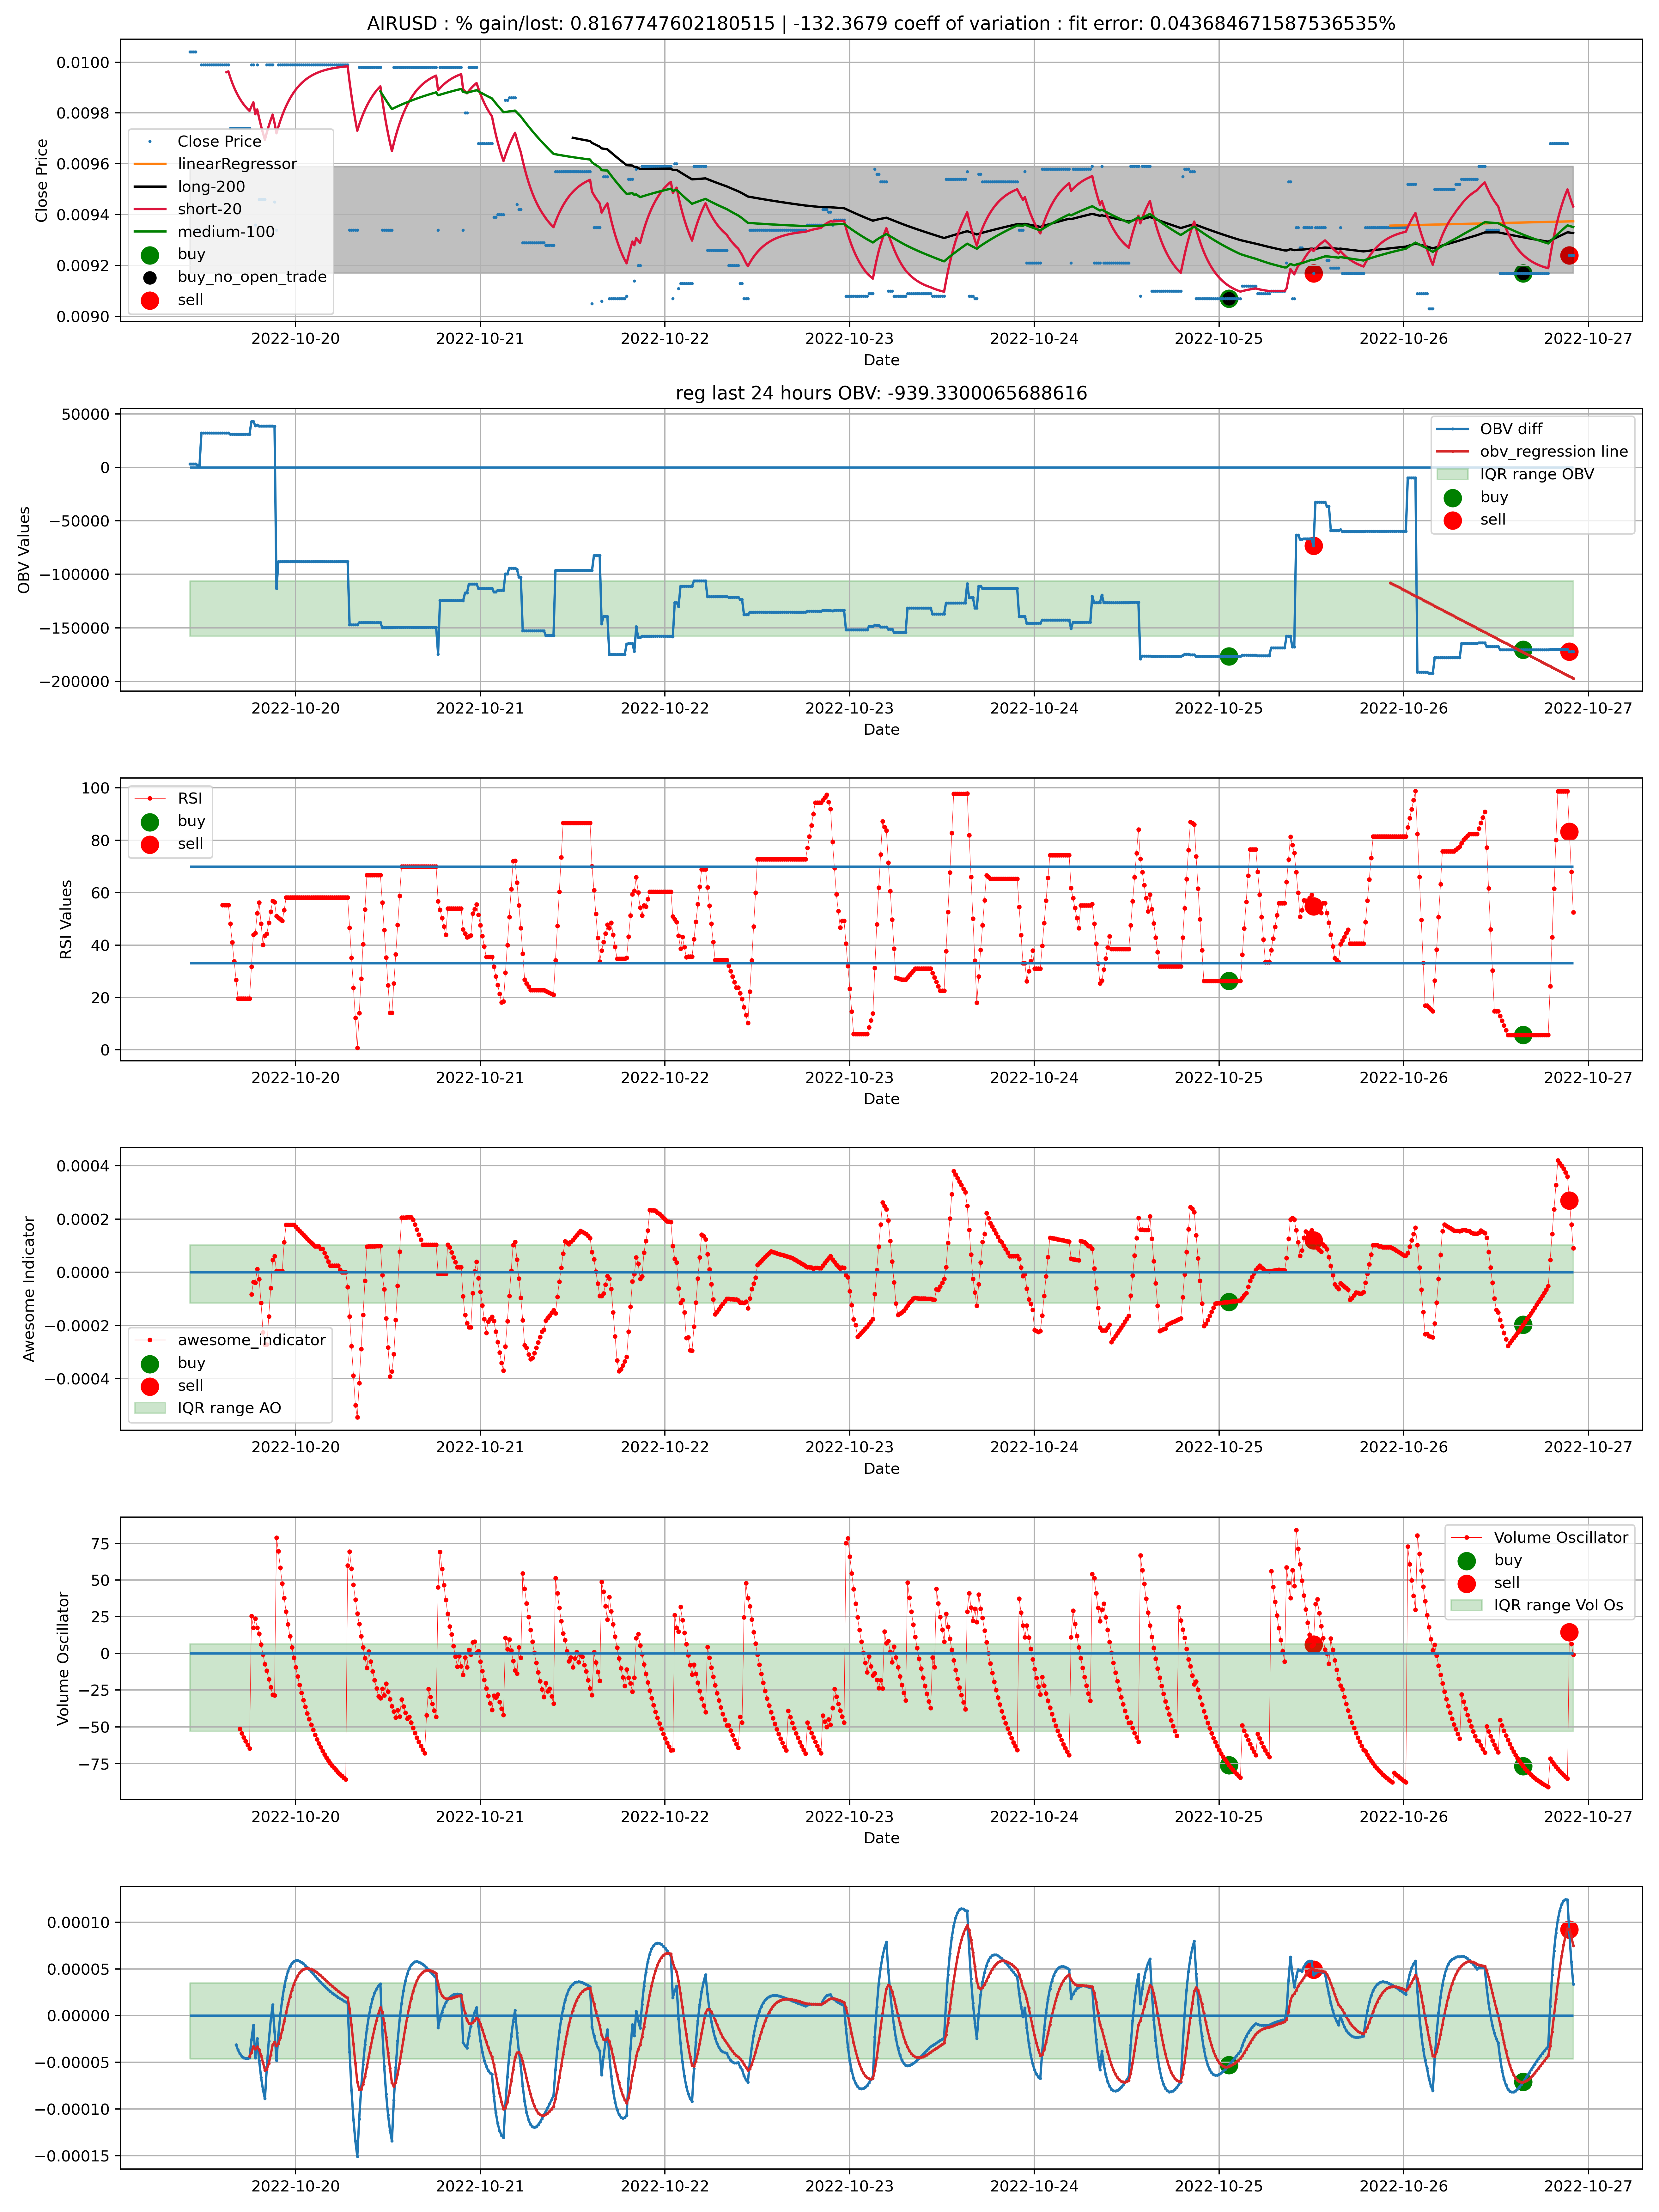 AIRUSD : % gain/lost: 0.8167747602180515 | -132.3679 coeff of variation : fit error: 0.043684671587536535%
0.0100
0.0098
0.0096
0.0094
0.0092
0.0090
Close Price
Close Price
linearRegressor
long-200
short-20
medium-100
buy
buy_no_open_trade
sell
2022-10-20
2022-10-21
2022-10-22
2022-10-23
2022-10-24
2022-10-25
2022-10-26
2022-10-27
Date
reg last 24 hours OBV: -939.3300065688616
50000
0
−50000
−100000
−150000
−200000
OBV Values
OBV diff
obv_regression line
IQR range OBV
buy
sell
2022-10-20
2022-10-21
2022-10-22
2022-10-23
2022-10-24
2022-10-25
2022-10-26
2022-10-27
Date
100
80
60
40
20
0
RSI Values
RSI
buy
sell
2022-10-20
2022-10-21
2022-10-22
2022-10-23
2022-10-24
2022-10-25
2022-10-26
2022-10-27
Date
0.0004
0.0002
0.0000
−0.0002
−0.0004
Awesome Indicator
awesome_indicator
buy
sell
IQR range AO
2022-10-20
2022-10-21
2022-10-22
2022-10-23
2022-10-24
2022-10-25
2022-10-26
2022-10-27
Date
75
50
25
0
−25
−50
−75
Volume Oscillator
Volume Oscillator
buy
sell
IQR range Vol Os
2022-10-20
2022-10-21
2022-10-22
2022-10-23
2022-10-24
2022-10-25
2022-10-26
2022-10-27
Date
0.00010
0.00005
0.00000
−0.00005
−0.00010
−0.00015
2022-10-20
2022-10-21
2022-10-22
2022-10-23
2022-10-24
2022-10-25
2022-10-26
2022-10-27